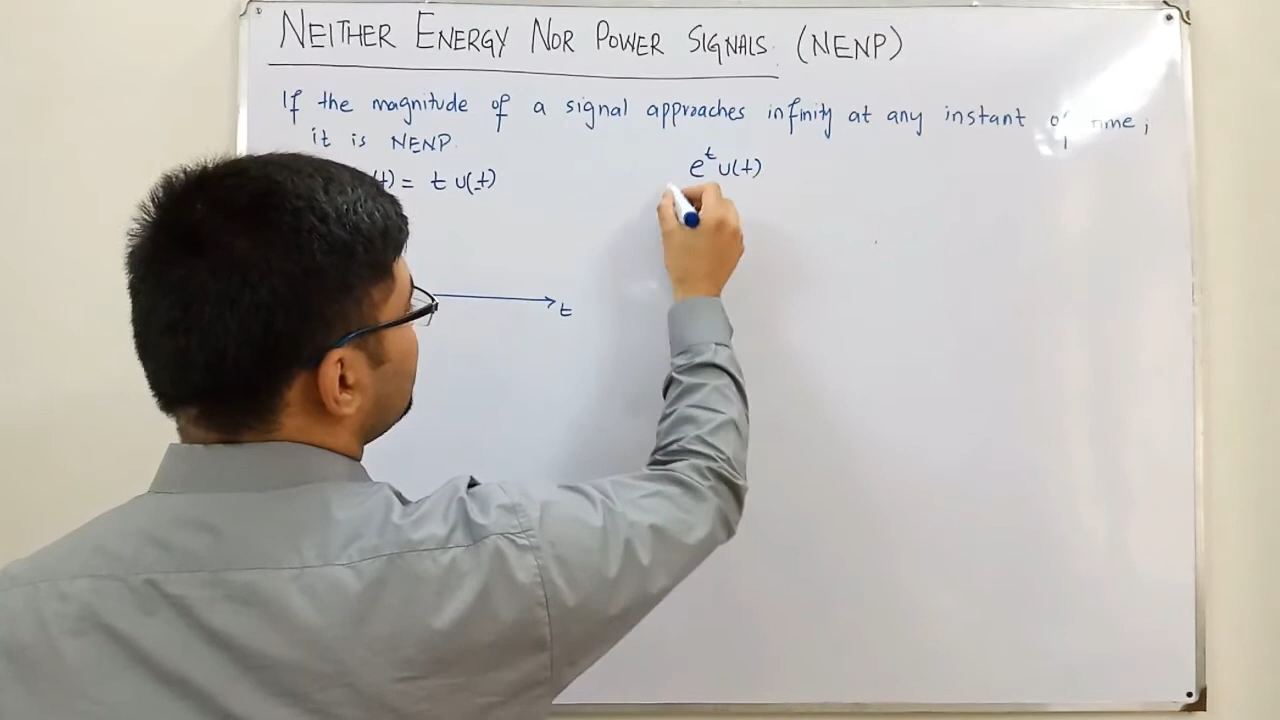 NEITHER ENERGY NOR POWER SIGNALS. (NENP)
If the magnitude of a signal approaches infinity at any instant of time;
it is NENP.
t) = t u(t)
e^t u(t)
t